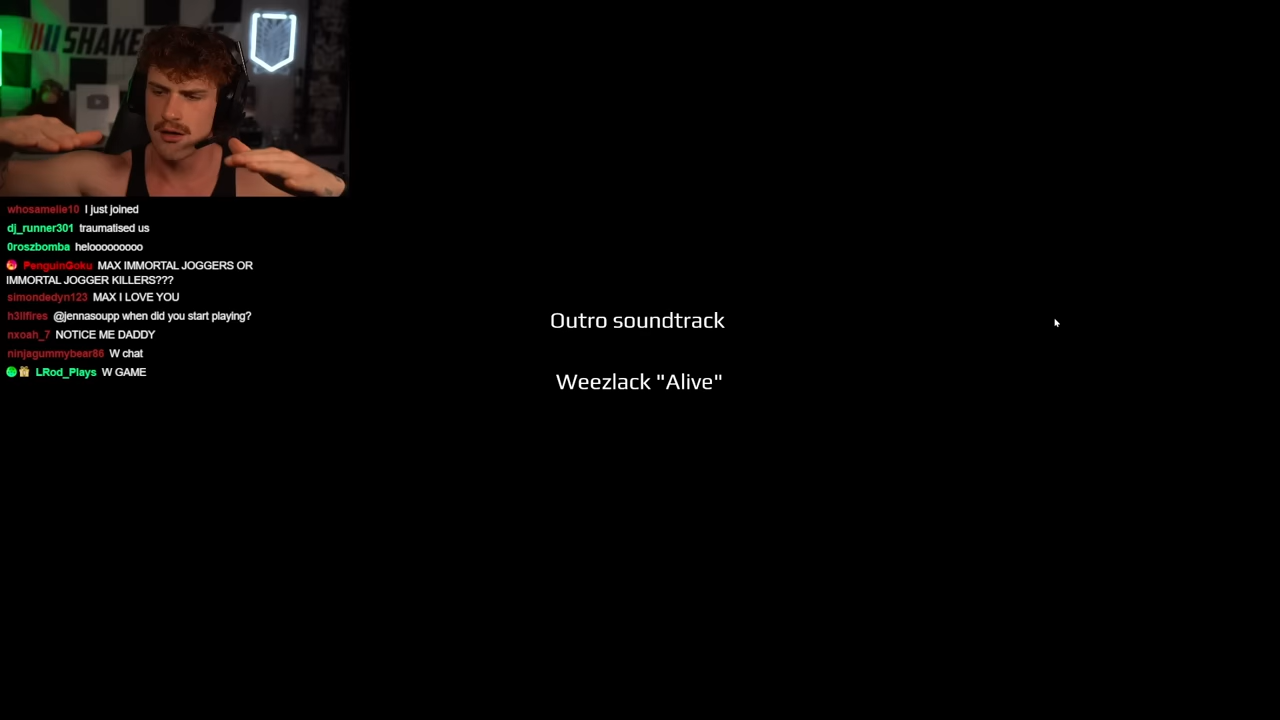 SHAKE
whosamelie10 I just joined
dj_runner301 traumatised us
0roszbomba helooooooooo
PenguinGoku MAX IMMORTAL JOGGERS OR
IMMORTAL JOGGER KILLERS???
simondedyn123 MAX I LOVE YOU
h3llfires @jennasoupp when did you start playing?
nxoah_7 NOTICE ME DADDY
ninjagummybear86 W chat
LRod_Plays W GAME
Outro soundtrack
Weezlack "Alive"